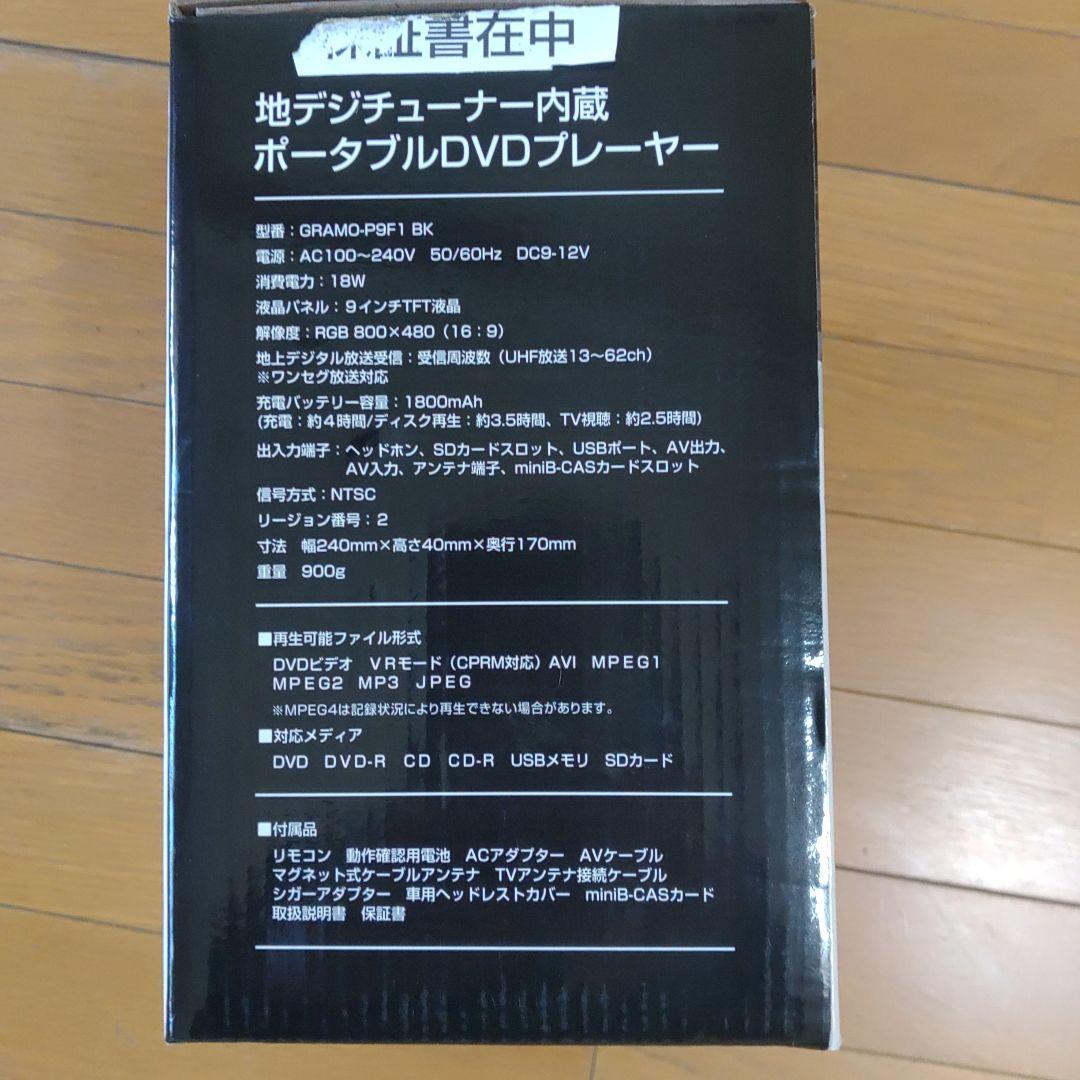 証書在中
地デジチューナー内蔵
ポータブルDVDプレーヤー
型番：GRAMO-P9F1 BK
電源：AC100～240V　50/60Hz　DC9-12V
消費電力：18W
液晶パネル：９インチTFT液晶
解像度：RGB 800×480（16：9）
地上デジタル放送受信：受信周波数（UHF放送13～62ch）
※ワンセグ放送対応
充電バッテリー容量：1800mAh
(充電：約４時間/ディスク再生：約3.5時間、TV視聴：約2.5時間)
出入力端子：ヘッドホン、SDカードスロット、USBポート、AV出力、
AV入力、アンテナ端子、miniB-CASカードスロット
信号方式：NTSC
リージョン番号：２
寸法　幅240mm×高さ40mm×奥行170mm
重量　900g
■再生可能ファイル形式
DVDビデオ　ＶＲモード（CPRM対応）AVI　MPEG1
MPEG2　MP3　JPEG
※MPEG4は記録状況により再生できない場合があります。
■対応メディア
DVD　DVD-R　CD　CD-R　USBメモリ　SDカード
■付属品
リモコン　動作確認用電池　ACアダプター　AVケーブル
マグネット式ケーブルアンテナ　TVアンテナ接続ケーブル
シガーアダプター　車用ヘッドレストカバー　miniB-CASカード
取扱説明書　保証書